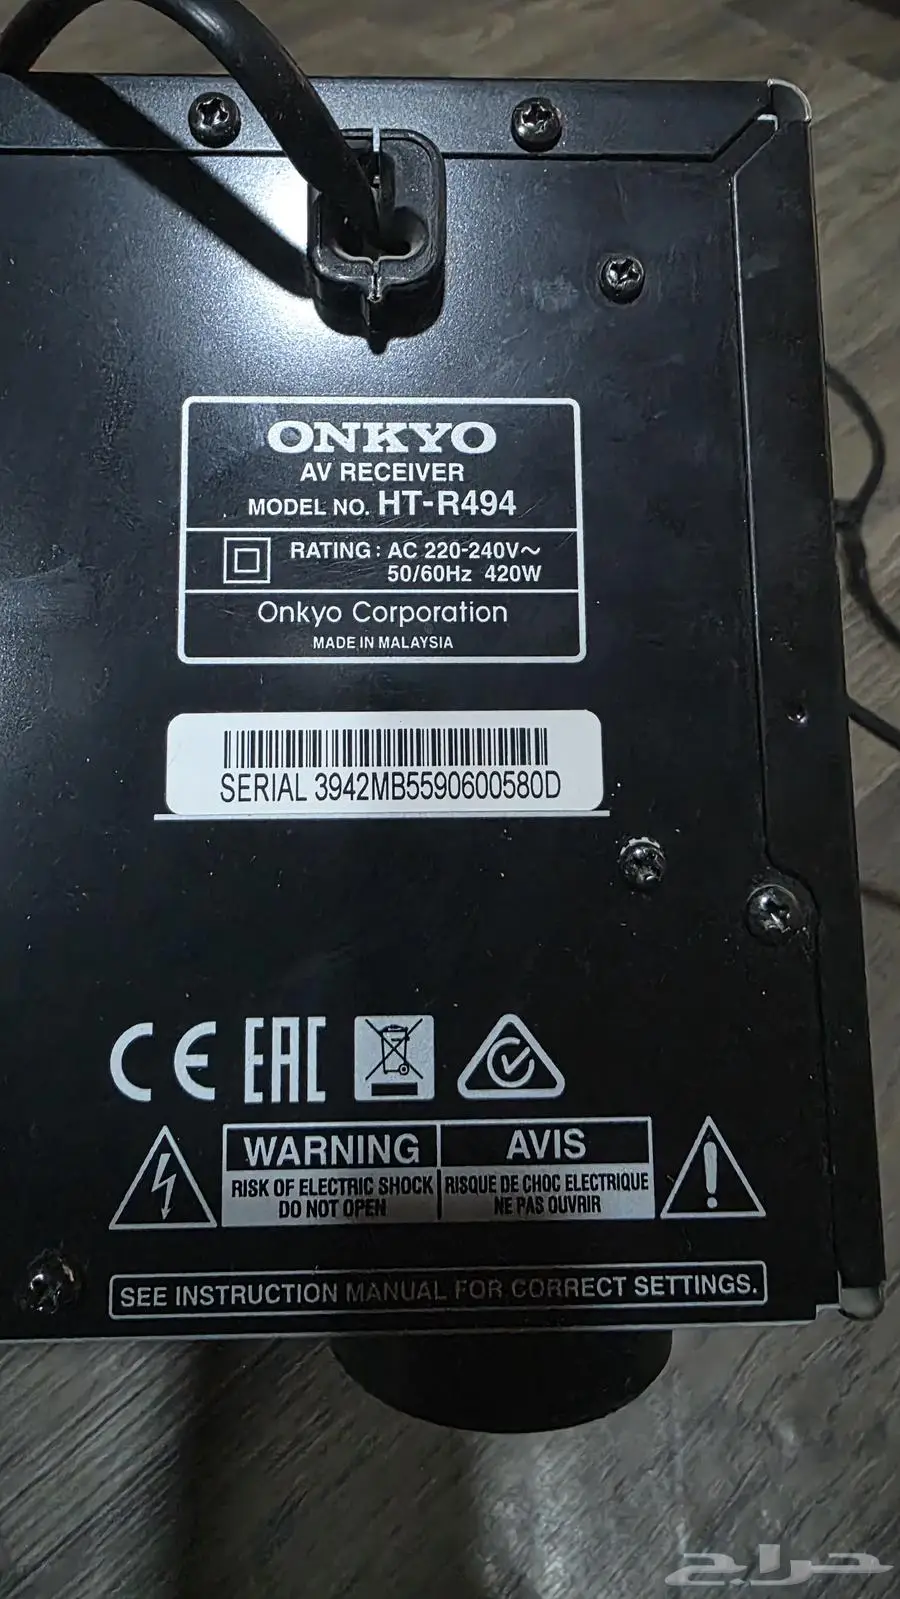 ONKYO
AV RECEIVER
MODEL NO. HT-R494
RATING : AC 220-240V～
50/60Hz 420W
Onkyo Corporation
MADE IN MALAYSIA
SERIAL 3942MB5590600580D
CE EAC
WARNING
RISK OF ELECTRIC SHOCK
DO NOT OPEN
AVIS
RISQUE DE CHOC ELECTRIQUE
NE PAS OUVRIR
SEE INSTRUCTION MANUAL FOR CORRECT SETTINGS.
حراج